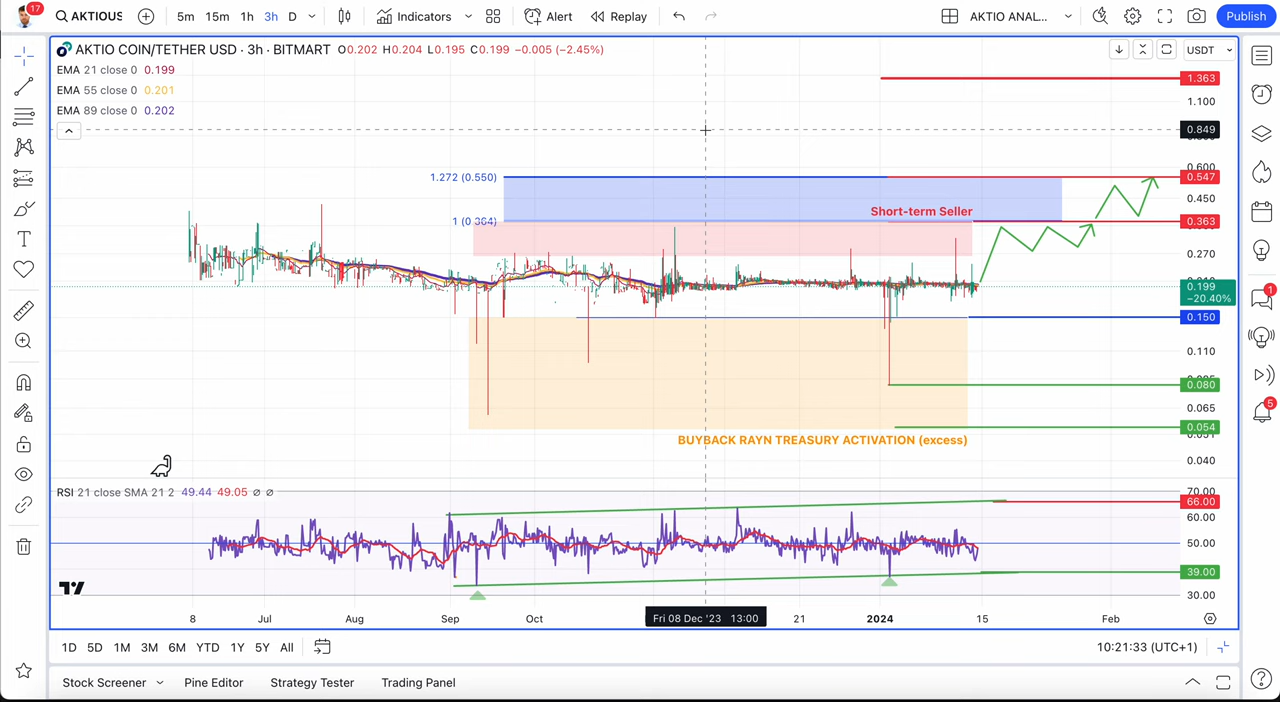 17
AKTIOUS
5m 15m 1h 3h D
Indicators
Alert
Replay
AKTIO ANAL...
Publish
AKTIO COIN/TETHER USD · 3h · BITMART O0.202 H0.204 L0.195 C0.199 −0.005 (−2.45%)
USDT
EMA 21 close 0 0.199
EMA 55 close 0 0.201
EMA 89 close 0 0.202
1.363
1.100
0.849
0.600
1.272 (0.550)
0.547
0.450
Short-term Seller
1 (0.364)
0.363
0.270
0.199
−20.40%
1
0.150
0.110
0.080
0.065
5
0.054
BUYBACK RAYN TREASURY ACTIVATION (excess)
0.040
RSI 21 close SMA 21 2 49.44 49.05 ∅ ∅
70.00
66.00
60.00
50.00
39.00
30.00
8 Jul Aug Sep Oct Fri 08 Dec '23 13:00 21 2024 15 Feb
1D 5D 1M 3M 6M YTD 1Y 5Y All
10:21:33 (UTC+1)
Stock Screener Pine Editor Strategy Tester Trading Panel